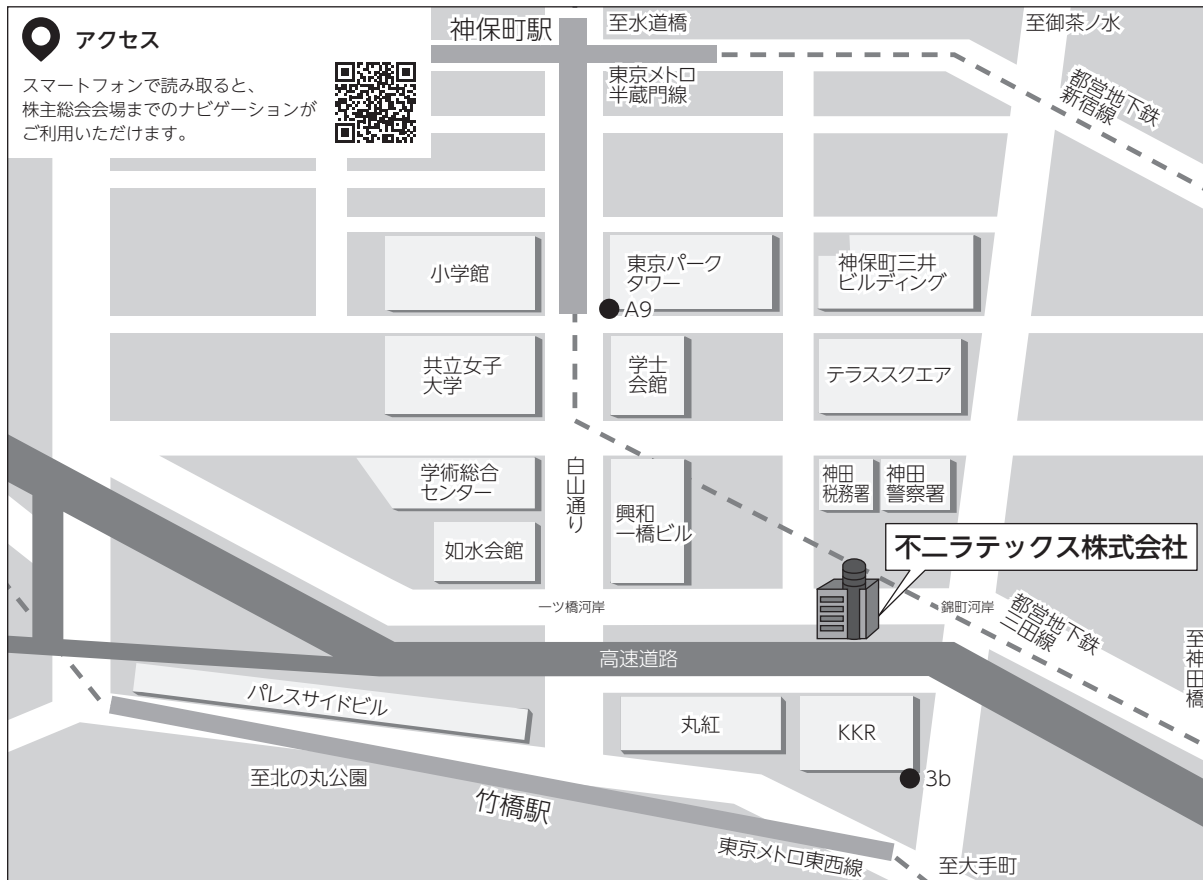 アクセス
スマートフォンで読み取ると、
株主総会会場までのナビゲーションが
ご利用いただけます。
神保町駅
至水道橋
至御茶ノ水
東京メトロ
半蔵門線
都営地下鉄
新宿線
小学館
東京パーク
タワー
神保町三井
ビルディング
A9
共立女子
大学
学士
会館
テラススクエア
学術総合
センター
白山通り
興和
一橋ビル
神田
税務署
神田
警察署
如水会館
不二ラテックス株式会社
一ツ橋河岸
錦町河岸
都営地下鉄
三田線
至神田橋
高速道路
パレスサイドビル
丸紅
KKR
至北の丸公園
3b
竹橋駅
東京メトロ東西線
至大手町